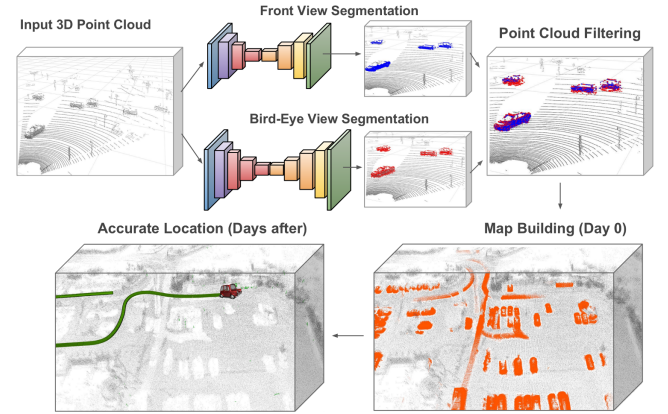 Front View Segmentation
Input 3D Point Cloud
Point Cloud Filtering
Bird-Eye View Segmentation
Accurate Location (Days after)
Map Building (Day 0)